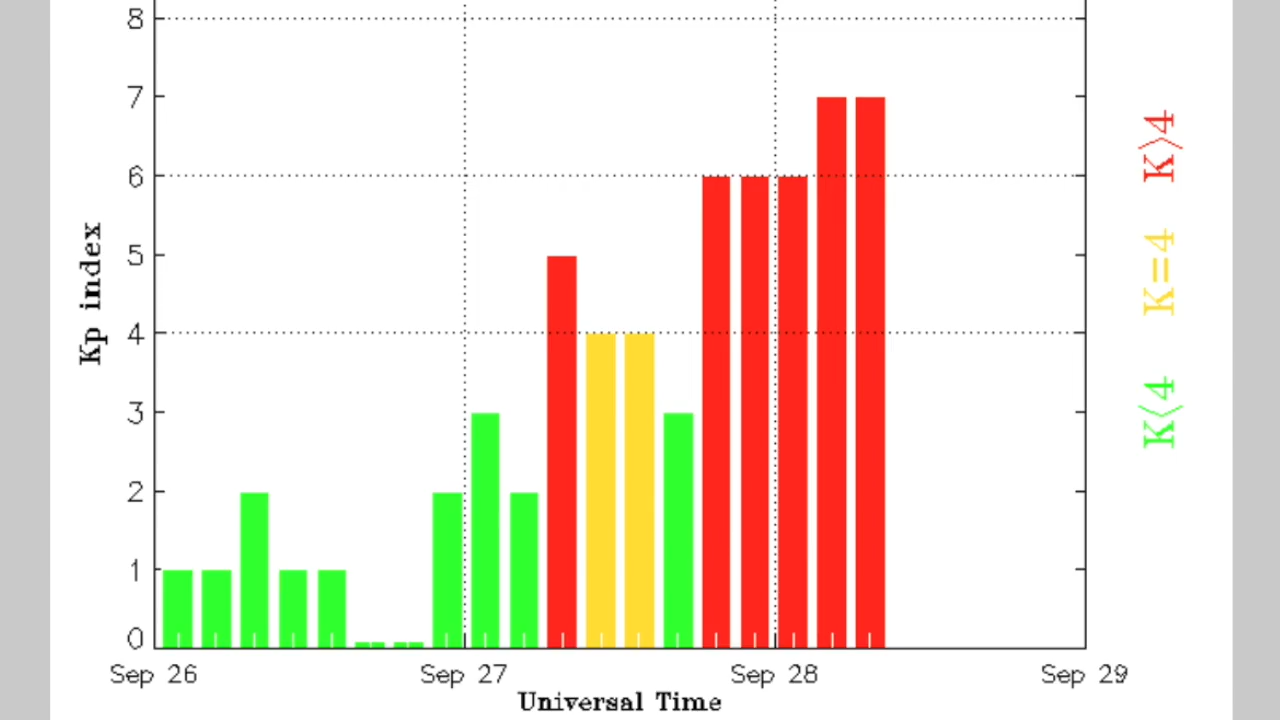 8
7
6
5
4
3
2
1
0
Kp index
Sep 26
Sep 27
Sep 28
Sep 29
Universal Time
K>4
K=4
K<4